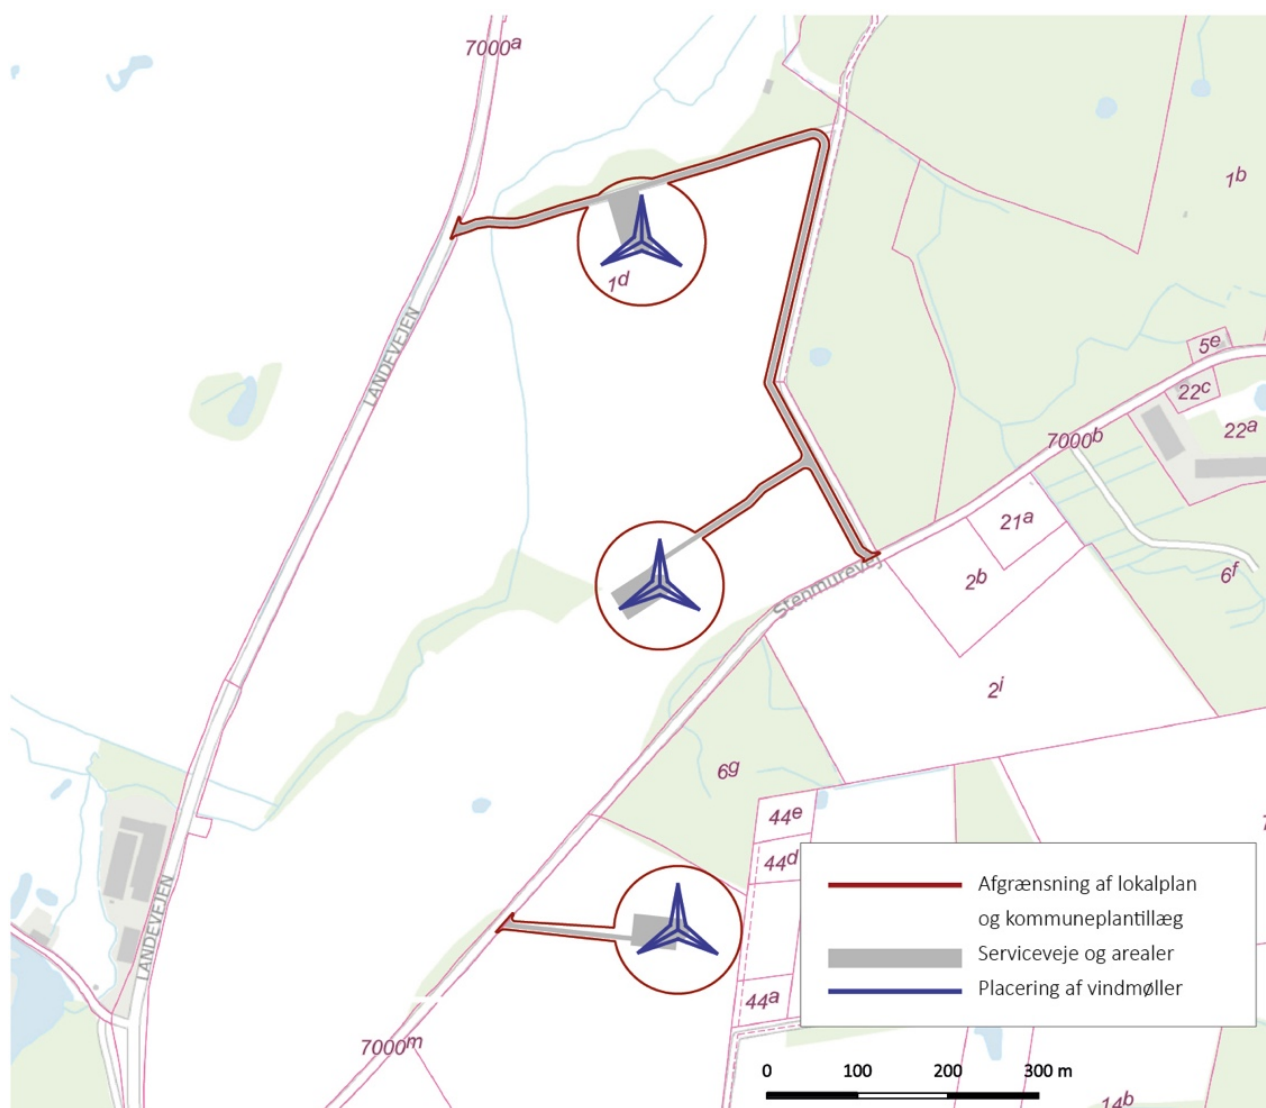 7000a
1b
1d
LANDEVEJEN
5e
22c
22a
7000b
21a
2b
6f
Stenmurevej
2i
6g
44e
44d
Afgrænsning af lokalplan
og kommuneplantillæg
Serviceveje og arealer
Placering af vindmøller
LANDEVEJEN
44a
7000m
0 100 200 300 m
14b